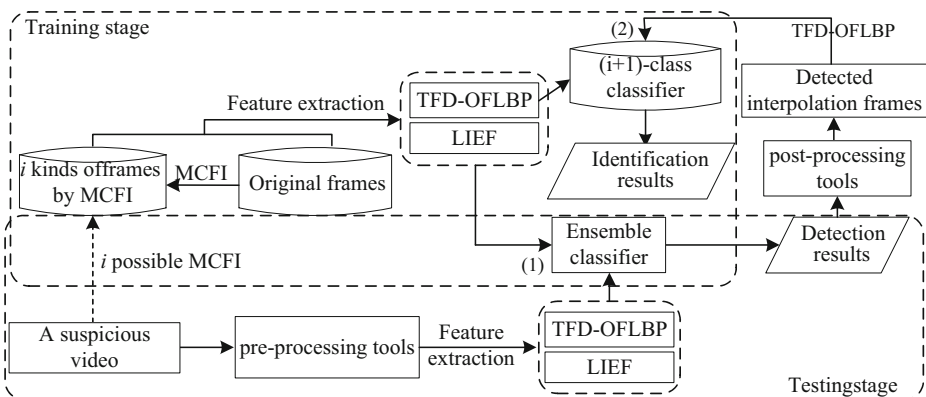 Training stage
(2)
TFD-OFLBP
(i+1)-class
classifier
Detected
interpolation frames
Feature extraction
TFD-OFLBP
LIEF
i kinds offrames
by MCFI
MCFI
Original frames
Identification
results
post-processing
tools
i possible MCFI
(1)
Ensemble
classifier
Detection
results
A suspicious
video
pre-processing tools
Feature
extraction
TFD-OFLBP
LIEF
Testingstage